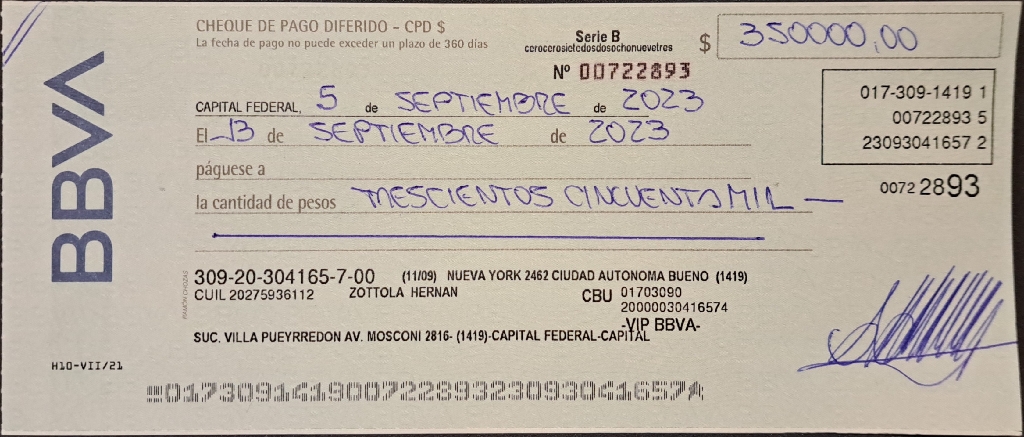 BBVA
CHEQUE DE PAGO DIFERIDO - CPD $
La fecha de pago no puede exceder un plazo de 360 días
Serie B
cerocerosietedosdosochonuevetres
$ 350000,00
Nº 00722893
CAPITAL FEDERAL, 5 de SEPTIEMBRE de 2023
El 13 de SEPTIEMBRE de 2023
017-309-1419 1
00722893 5
23093041657 2
páguese a
0072 2893
la cantidad de pesos TRESCIENTOS CINCUENTA MIL —
309-20-304165-7-00 (11/09) NUEVA YORK 2462 CIUDAD AUTONOMA BUENO (1419)
CUIL 20275936112 ZOTTOLA HERNAN CBU 01703090
20000030416574
-VIP BBVA-
SUC. VILLA PUEYRREDON AV. MOSCONI 2816- (1419)-CAPITAL FEDERAL-CAPITAL
H10-VII/21
01730914190072289323093041657